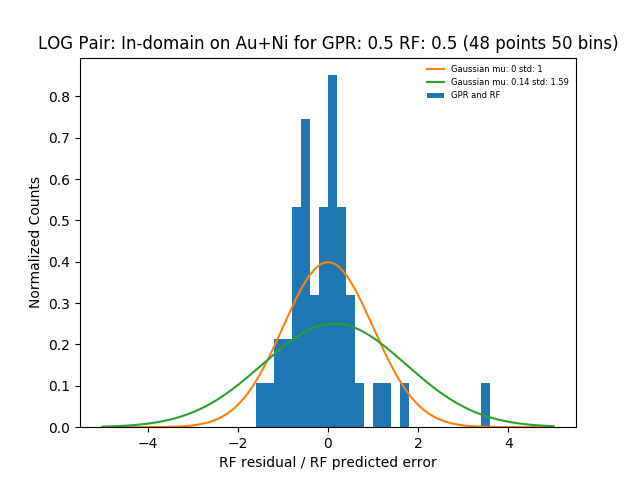 LOG Pair: In-domain on Au+Ni for GPR: 0.5 RF: 0.5 (48 points 50 bins)
Gaussian mu: 0 std: 1
Gaussian mu: 0.14 std: 1.59
GPR and RF
Normalized Counts
0.8
0.7
0.6
0.5
0.4
0.3
0.2
0.1
0.0
−4
−2
0
2
4
RF residual / RF predicted error